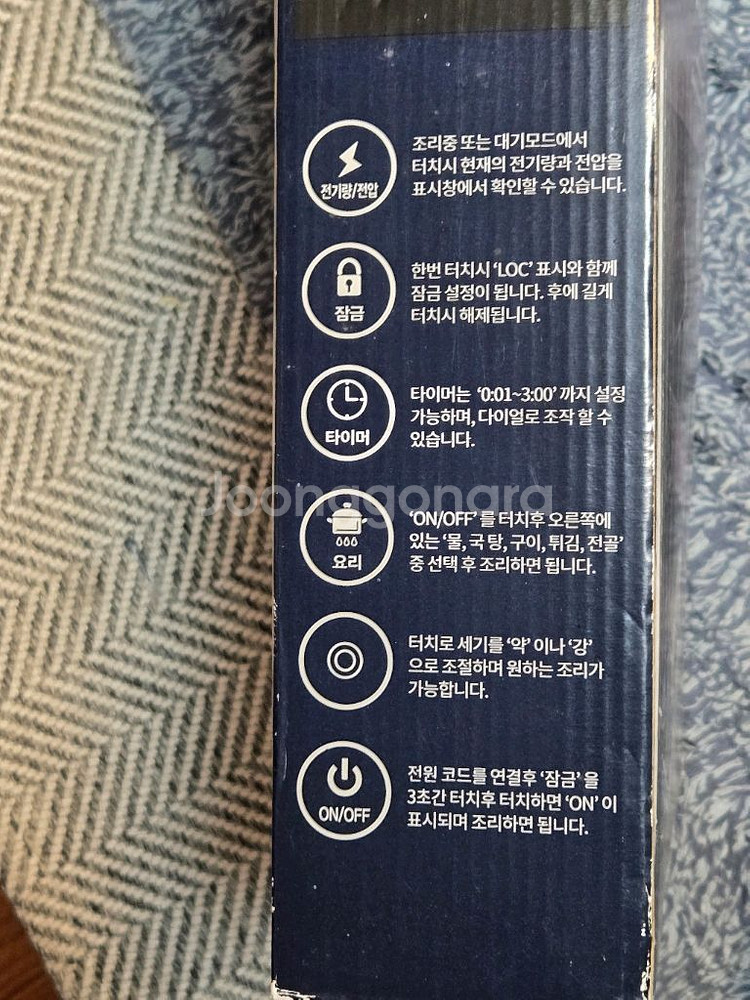 전기량/전압
조리중 또는 대기모드에서
터치시 현재의 전기량과 전압을
표시창에서 확인할 수 있습니다.
잠금
한번 터치시 ‘LOC’ 표시와 함께
잠금 설정이 됩니다. 후에 길게
터치시 해제됩니다.
타이머
타이머는 ‘0:01~3:00’ 까지 설정
가능하며, 다이얼로 조작 할 수
있습니다.
Joonggonara
요리
‘ON/OFF’ 를 터치후 오른쪽에
있는 ‘물, 국 탕, 구이, 튀김, 전골’
중 선택 후 조리하면 됩니다.
터치로 세기를 ‘약’ 이나 ‘강’
으로 조절하며 원하는 조리가
가능합니다.
ON/OFF
전원 코드를 연결후 ‘잠금’ 을
3초간 터치후 터치하면 ‘ON’ 이
표시되며 조리하면 됩니다.